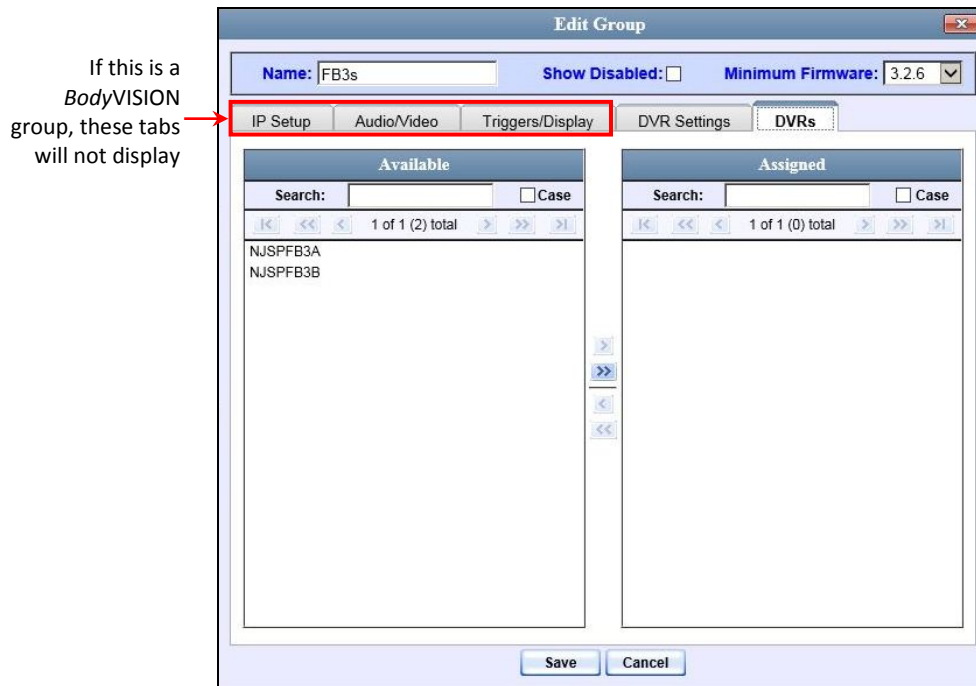 If this is a
BodyVISION
group, these tabs
will not display
Edit Group
Name: FB3s Show Disabled: Minimum Firmware: 3.2.6
IP Setup Audio/Video Triggers/Display DVR Settings DVRs
Available
Search: Case
|< << < 1 of 1 (2) total > >> >|
NJSPFB3A
NJSPFB3B
Assigned
Search: Case
|< << < 1 of 1 (0) total > >> >|
>
>>
<
<<
Save Cancel